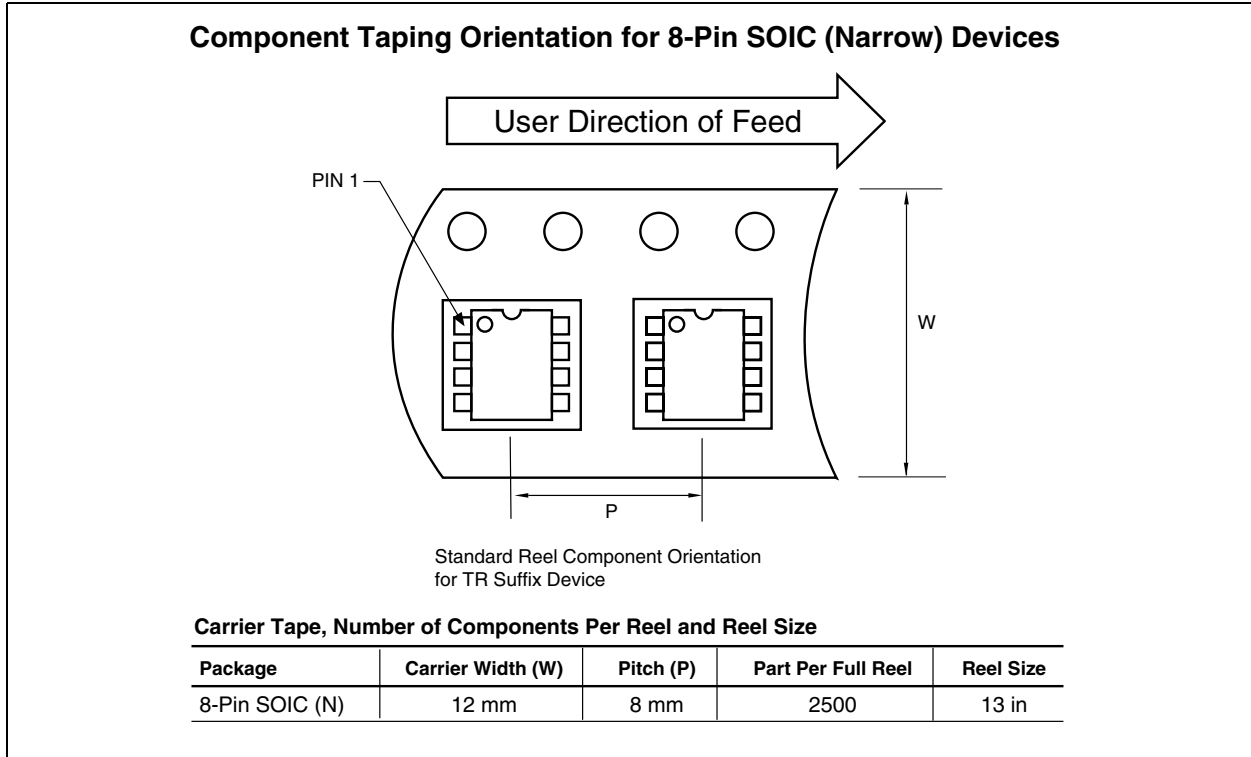 Component Taping Orientation for 8-Pin SOIC (Narrow) Devices
User Direction of Feed
PIN 1
W
P
Standard Reel Component Orientation
for TR Suffix Device
Carrier Tape, Number of Components Per Reel and Reel Size
Package Carrier Width (W) Pitch (P) Part Per Full Reel Reel Size
8-Pin SOIC (N) 12 mm 8 mm 2500 13 in